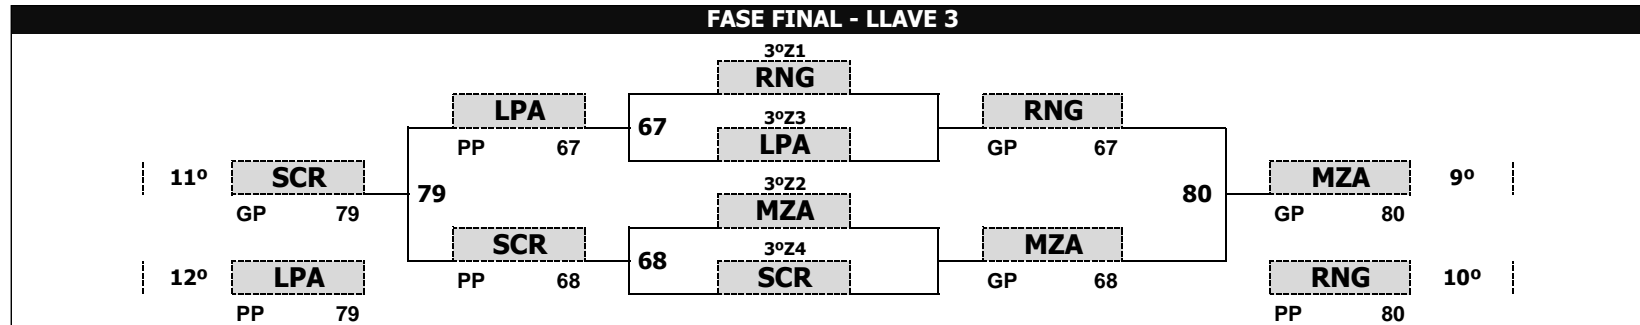 FASE FINAL - LLAVE 3
3ºZ1
RNG
LPA
RNG
67
3ºZ3
PP 67
LPA
GP 67
11º SCR
MZA 9º
79
3ºZ2
80
GP 79
MZA
GP 80
SCR
MZA
68
3ºZ4
12º LPA
PP 68
SCR
GP 68
RNG 10º
PP 79
PP 80